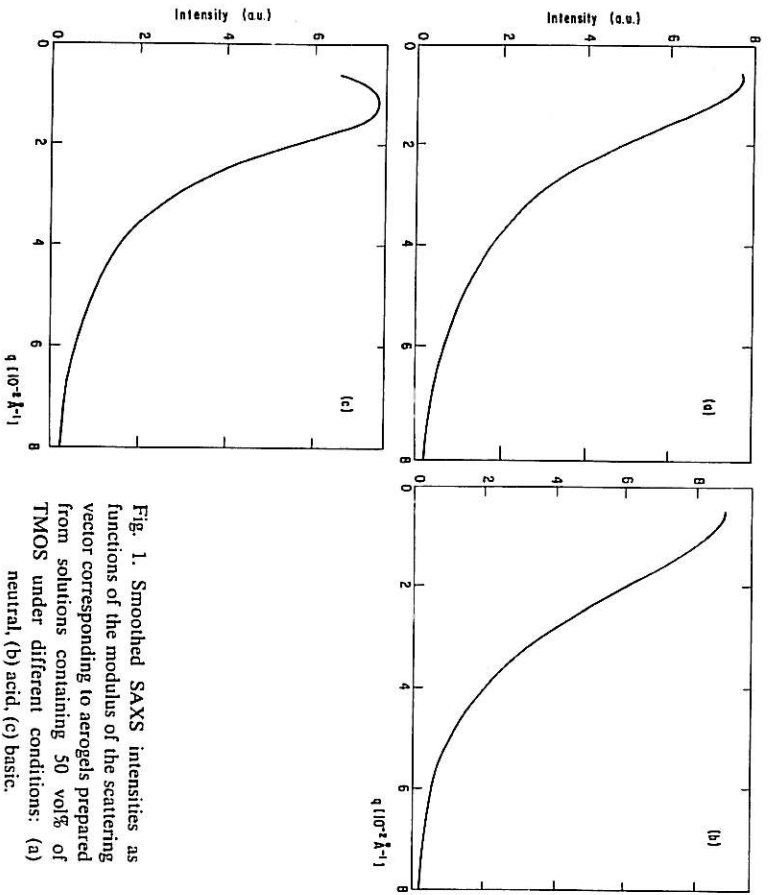 Intensity (a.u.)
8
6
4
2
0
(a)
0 2 4 6 8
8
6
4
2
0
(b)
0 2 4 6 8
q [10⁻² Å⁻¹]
Intensity (a.u.)
6
4
2
(c)
0 2 4 6 8
q [10⁻² Å⁻¹]
Fig. 1. Smoothed SAXS intensities as
functions of the modulus of the scattering
vector corresponding to aerogels prepared
from solutions containing 50 vol% of
TMOS under different conditions: (a)
neutral, (b) acid, (c) basic.